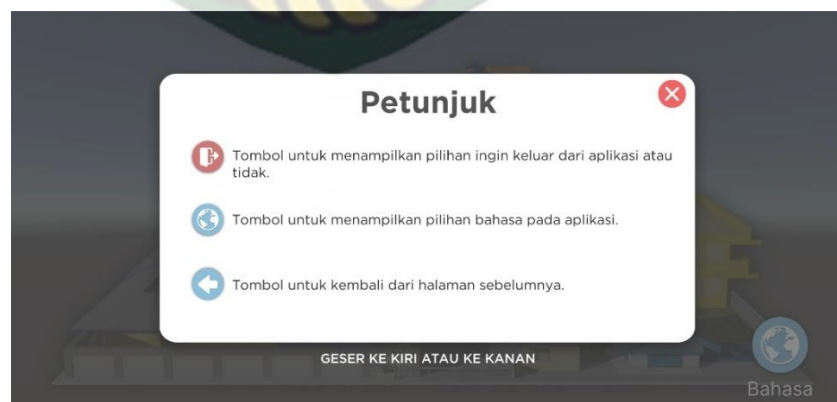 Petunjuk
Tombol untuk menampilkan pilihan ingin keluar dari aplikasi atau
tidak.
Tombol untuk menampilkan pilihan bahasa pada aplikasi.
Tombol untuk kembali dari halaman sebelumnya.
GESER KE KIRI ATAU KE KANAN
Bahasa